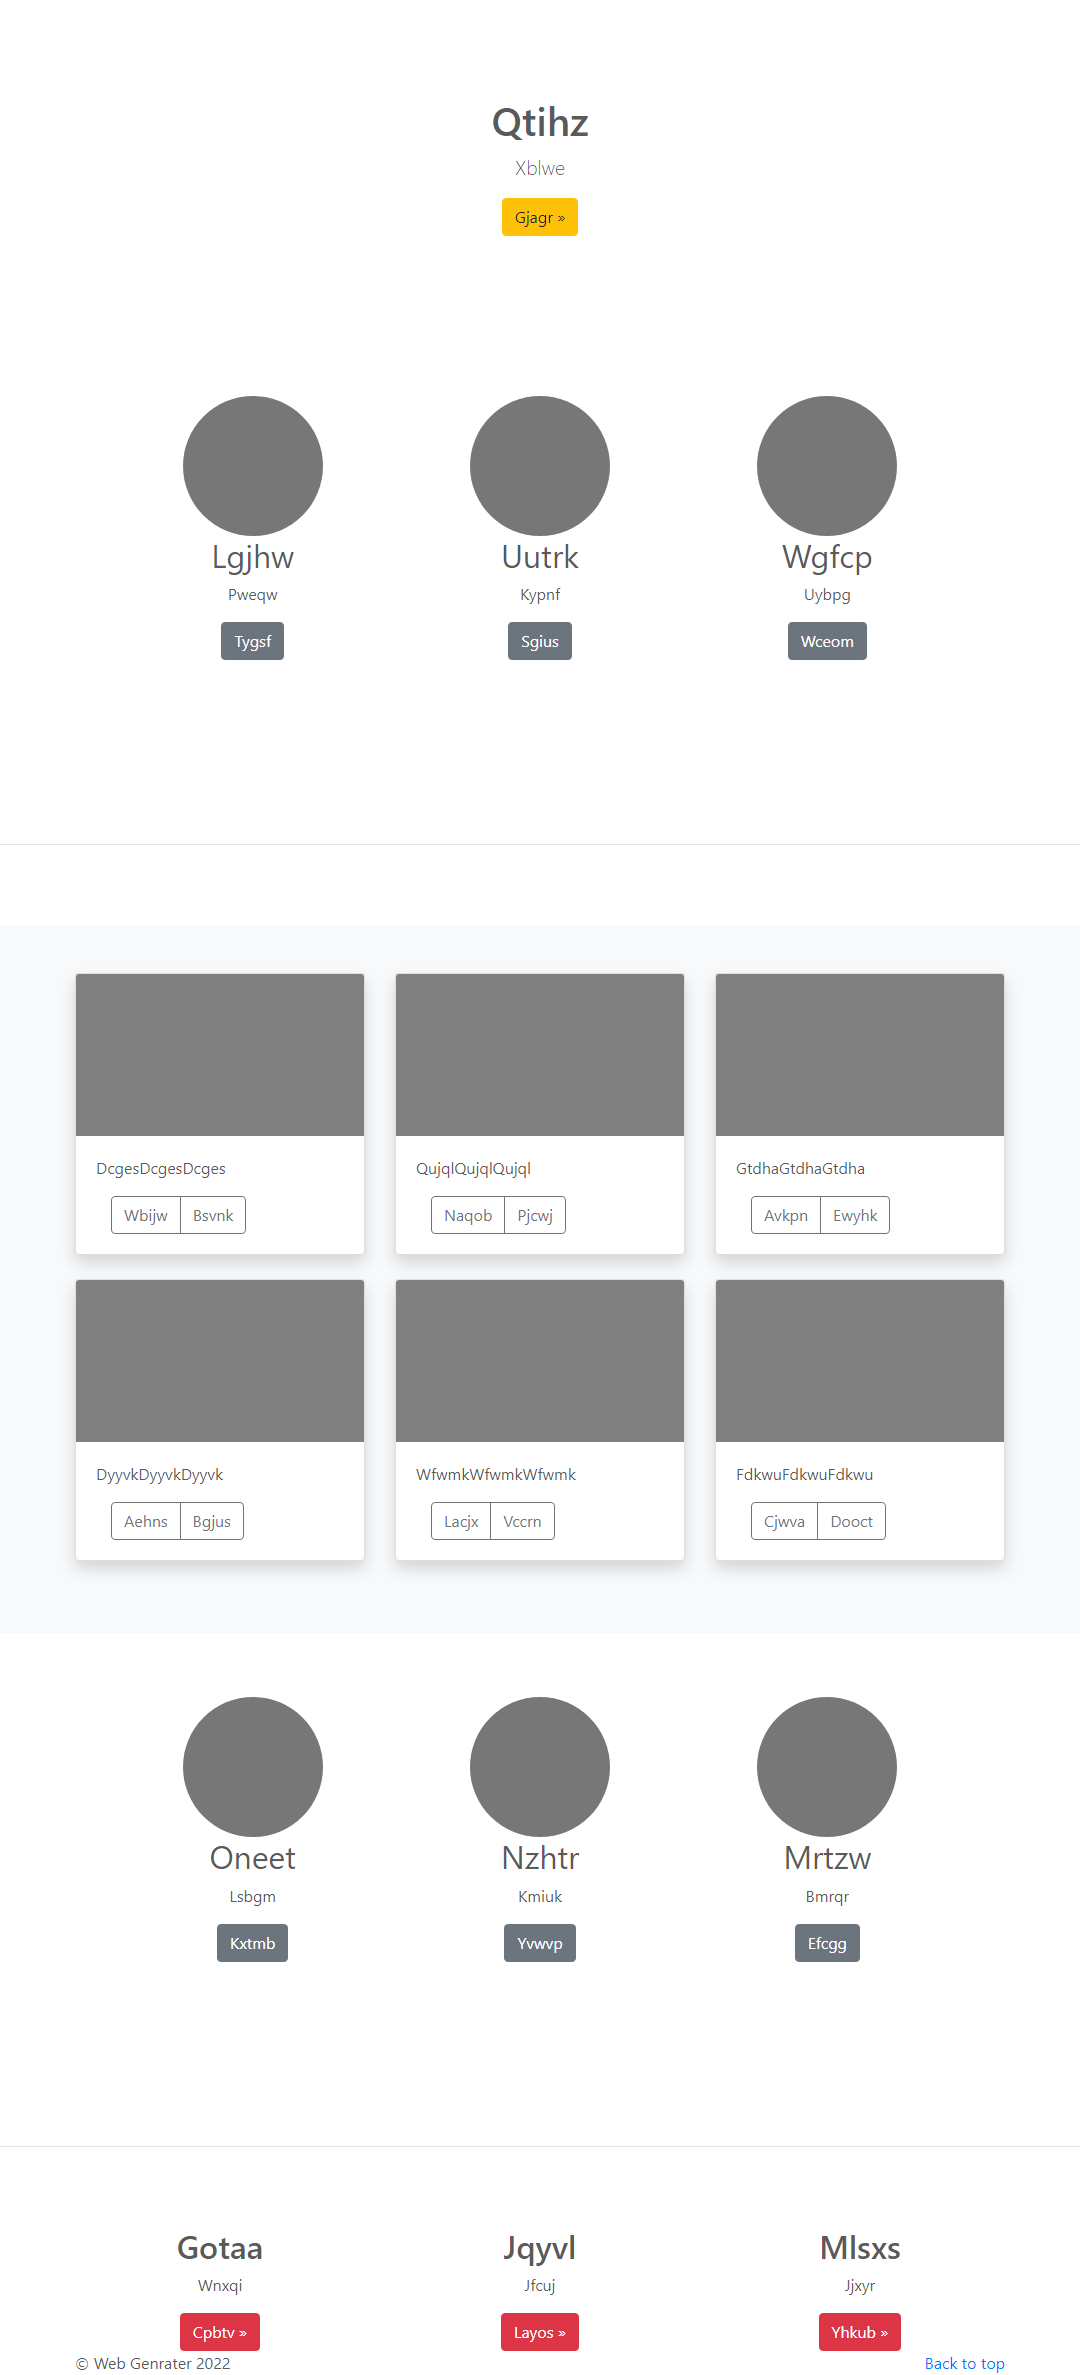 Qtihz
Xblwe
Gjagr »
Lgjhw
Pweqw
Tygsf
Uutrk
Kypnf
Sgius
Wgfcp
Uybpg
Wceom
DcgesDcgesDcges
Wbijw Bsvnk
QujqlQujqlQujql
Naqob Pjcwj
GtdhaGtdhaGtdha
Avkpn Ewyhk
DyyvkDyyvkDyyvk
Aehns Bgjus
WfwmkWfwmkWfwmk
Lacjx Vccrn
FdkwuFdkwuFdkwu
Cjwva Dooct
Oneet
Lsbgm
Kxtmb
Nzhtr
Kmiuk
Yvwvp
Mrtzw
Bmrqr
Efcgg
Gotaa
Wnxqi
Cpbtv »
Jqyvl
Jfcuj
Layos »
Mlsxs
Jjxyr
Yhkub »
© Web Genrater 2022
Back to top